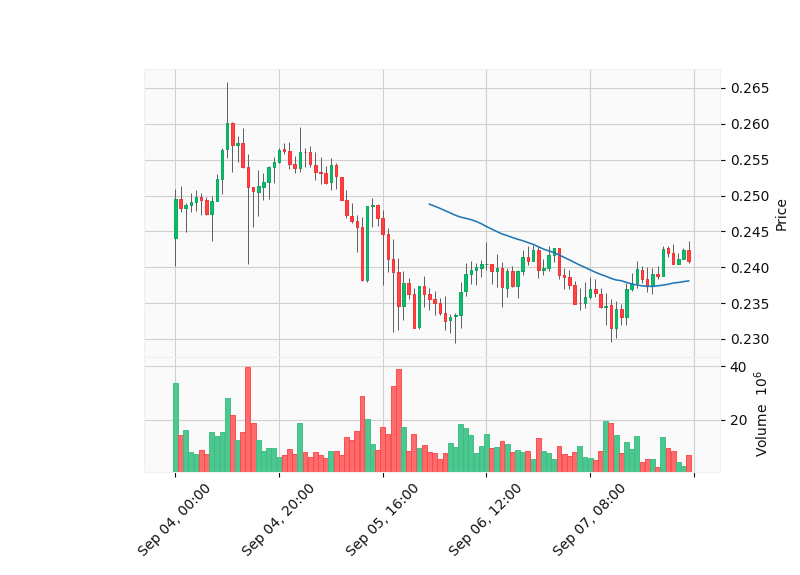 0.265
0.260
0.255
0.250
0.245
0.240
0.235
0.230
Price
40
20
Volume 10^6
Sep 04, 00:00
Sep 04, 20:00
Sep 05, 16:00
Sep 06, 12:00
Sep 07, 08:00